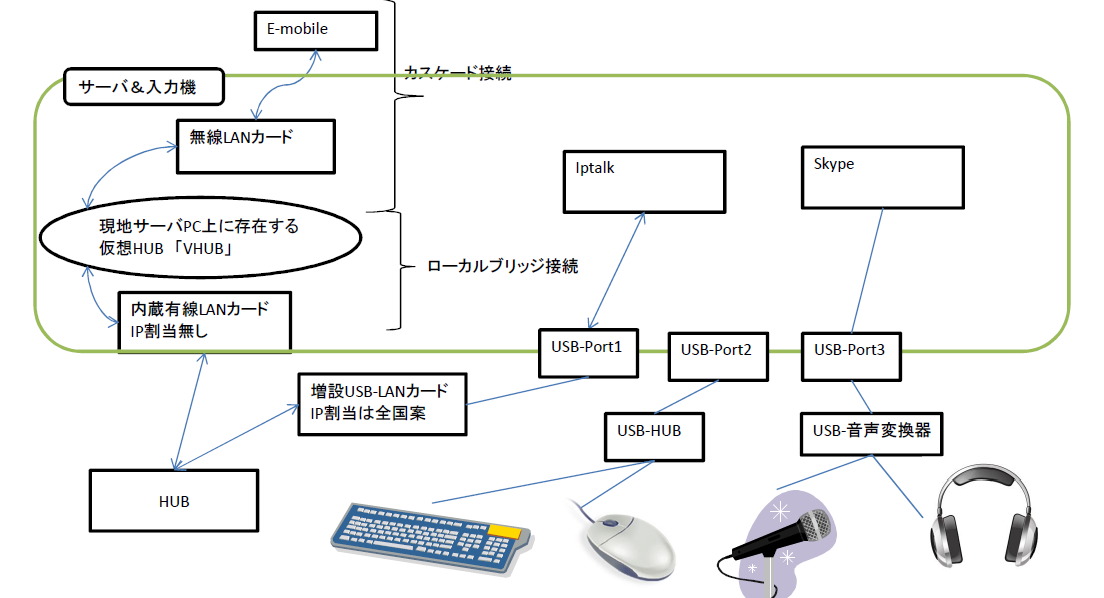 E-mobile
カスケード接続
サーバ＆入力機
無線LANカード
Iptalk
Skype
現地サーバPC上に存在する
仮想HUB 「VHUB」
ローカルブリッジ接続
内蔵有線LANカード
IP割当無し
USB-Port1
USB-Port2
USB-Port3
増設USB-LANカード
IP割当は全国案
USB-HUB
USB-音声変換器
HUB